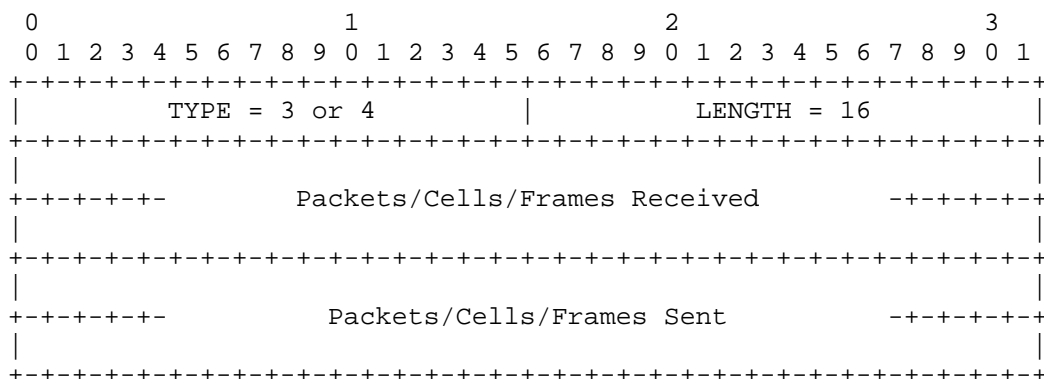 0                   1                   2                   3
 0 1 2 3 4 5 6 7 8 9 0 1 2 3 4 5 6 7 8 9 0 1 2 3 4 5 6 7 8 9 0 1
+-+-+-+-+-+-+-+-+-+-+-+-+-+-+-+-+-+-+-+-+-+-+-+-+-+-+-+-+-+-+-+-+
|         TYPE = 3 or 4         |          LENGTH = 16          |
+-+-+-+-+-+-+-+-+-+-+-+-+-+-+-+-+-+-+-+-+-+-+-+-+-+-+-+-+-+-+-+-+
|                                                               |
+-+-+-+-+-        Packets/Cells/Frames Received        -+-+-+-+-+
|                                                               |
+-+-+-+-+-+-+-+-+-+-+-+-+-+-+-+-+-+-+-+-+-+-+-+-+-+-+-+-+-+-+-+-+
|                                                               |
+-+-+-+-+-          Packets/Cells/Frames Sent          -+-+-+-+-+
|                                                               |
+-+-+-+-+-+-+-+-+-+-+-+-+-+-+-+-+-+-+-+-+-+-+-+-+-+-+-+-+-+-+-+-+